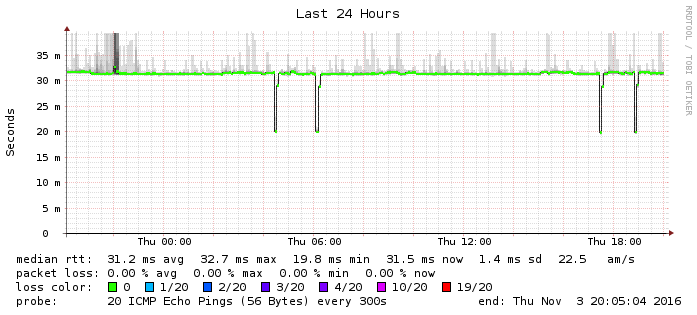 Last 24 Hours
RRDTOOL / TOBI OETIKER
Seconds
35 m
30 m
25 m
20 m
15 m
10 m
5 m
0
Thu 00:00 Thu 06:00 Thu 12:00 Thu 18:00
median rtt: 31.2 ms avg 32.7 ms max 19.8 ms min 31.5 ms now 1.4 ms sd 22.5 am/s
packet loss: 0.00 % avg 0.00 % max 0.00 % min 0.00 % now
loss color: 0 1/20 2/20 3/20 4/20 10/20 19/20
probe: 20 ICMP Echo Pings (56 Bytes) every 300s end: Thu Nov 3 20:05:04 2016